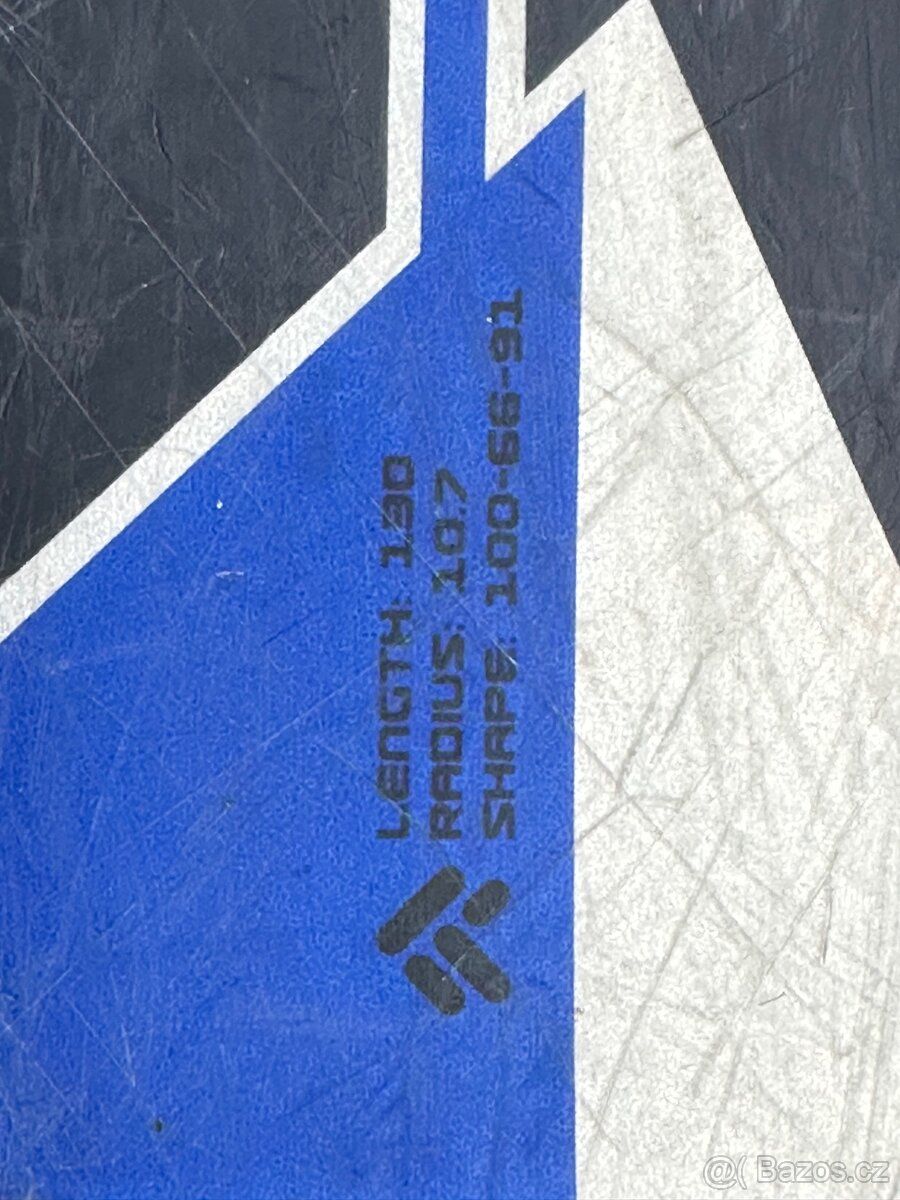 LENGTH: 130
RADIUS: 10.7
SHAPE: 100-66-91
@( Bazos.cz